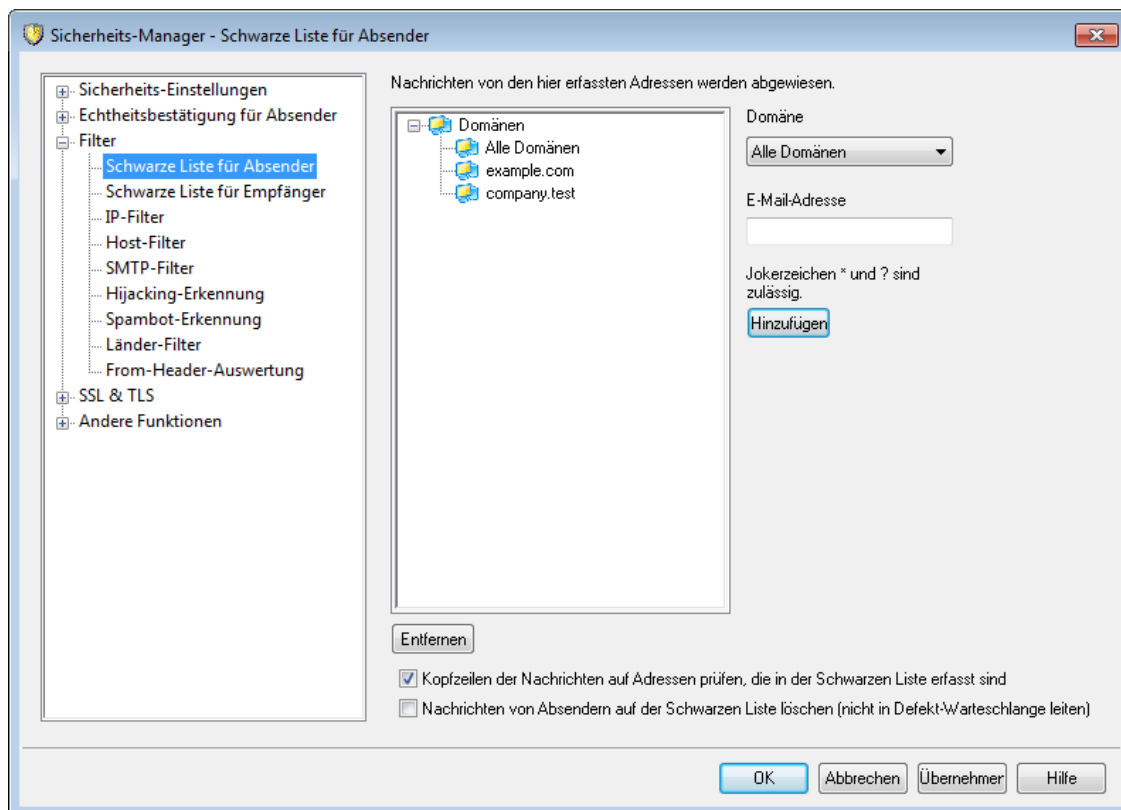 Sicherheits-Manager - Schwarze Liste für Absender
Sicherheits-Einstellungen
Echtheitsbestätigung für Absender
Filter
Schwarze Liste für Absender
Schwarze Liste für Empfänger
IP-Filter
Host-Filter
SMTP-Filter
Hijacking-Erkennung
Spambot-Erkennung
Länder-Filter
From-Header-Auswertung
SSL & TLS
Andere Funktionen
Nachrichten von den hier erfassten Adressen werden abgewiesen.
Domänen
Alle Domänen
example.com
company.test
Domäne
Alle Domänen
E-Mail-Adresse
Jokerzeichen * und ? sind
zulässig.
Hinzufügen
Entfernen
Kopfzeilen der Nachrichten auf Adressen prüfen, die in der Schwarzen Liste erfasst sind
Nachrichten von Absendern auf der Schwarzen Liste löschen (nicht in Defekt-Warteschlange leiten)
OK
Abbrechen
Übernehmer
Hilfe